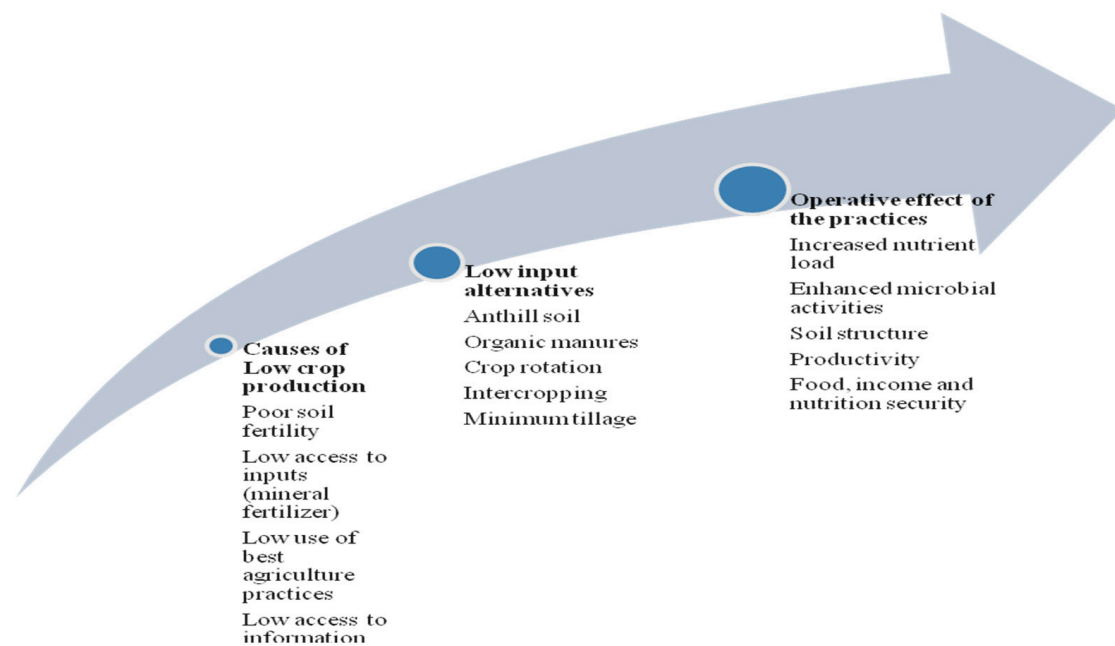 Causes of
Low crop
production
Poor soil
fertility
Low access to
inputs
(mineral
fertilizer)
Low use of
best
agriculture
practices
Low access to
information
Low input
alternatives
Anthill soil
Organic manures
Crop rotation
Intercropping
Minimum tillage
Operative effect of
the practices
Increased nutrient
load
Enhanced microbial
activities
Soil structure
Productivity
Food, income and
nutrition security